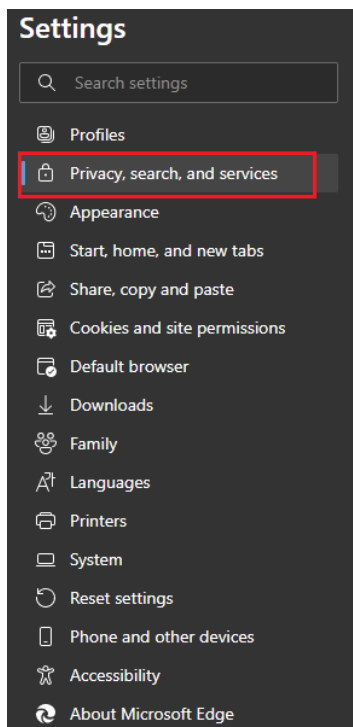 Settings
Search settings
Profiles
Privacy, search, and services
Appearance
Start, home, and new tabs
Share, copy and paste
Cookies and site permissions
Default browser
Downloads
Family
Languages
Printers
System
Reset settings
Phone and other devices
Accessibility
About Microsoft Edge